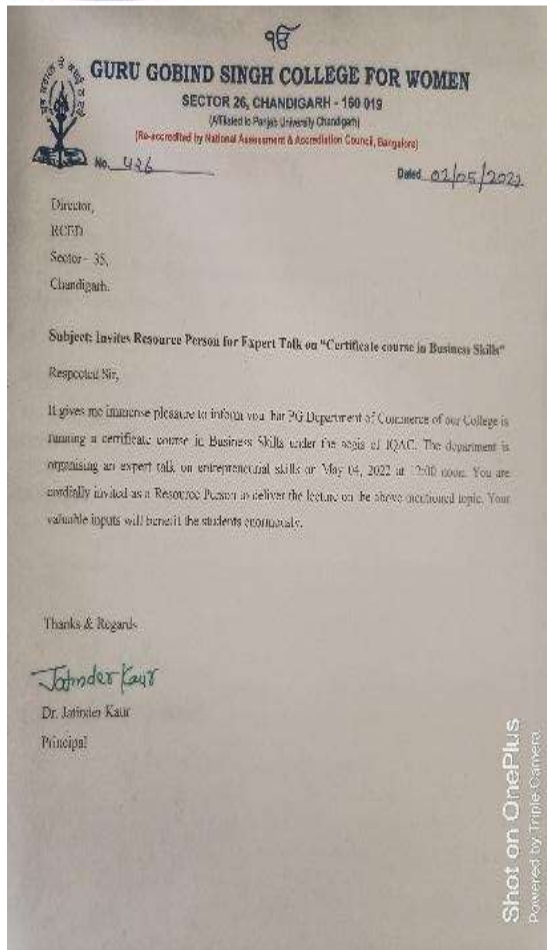 ੴ
GURU GOBIND SINGH COLLEGE FOR WOMEN
SECTOR 26, CHANDIGARH - 160 019
(Affiliated to Panjab University Chandigarh)
(Re-accredited by National Assessment & Accrediation Council, Bangalore)
No. 426
Dated 02/05/2022
Director,
RCED
Sector - 35,
Chandigarh.
Subject: Invites Resource Person for Expert Talk on "Certificate course in Business Skills"
Respected Sir,
It gives me immense pleasure to inform you that PG Department of Commerce of our College is
running a certificate course in Business Skills under the aegis of IQAC. The department is
organising an expert talk on entrepreneurial skills on May 04, 2022 at 12:00 noon. You are
cordially invited as a Resource Person to deliver the lecture on the above mentioned topic. Your
valuable inputs will benefit the students enormously.
Thanks & Regards
Jatinder Kaur
Dr. Jatinder Kaur
Principal
Shot on OnePlus
Powered by Triple Camera